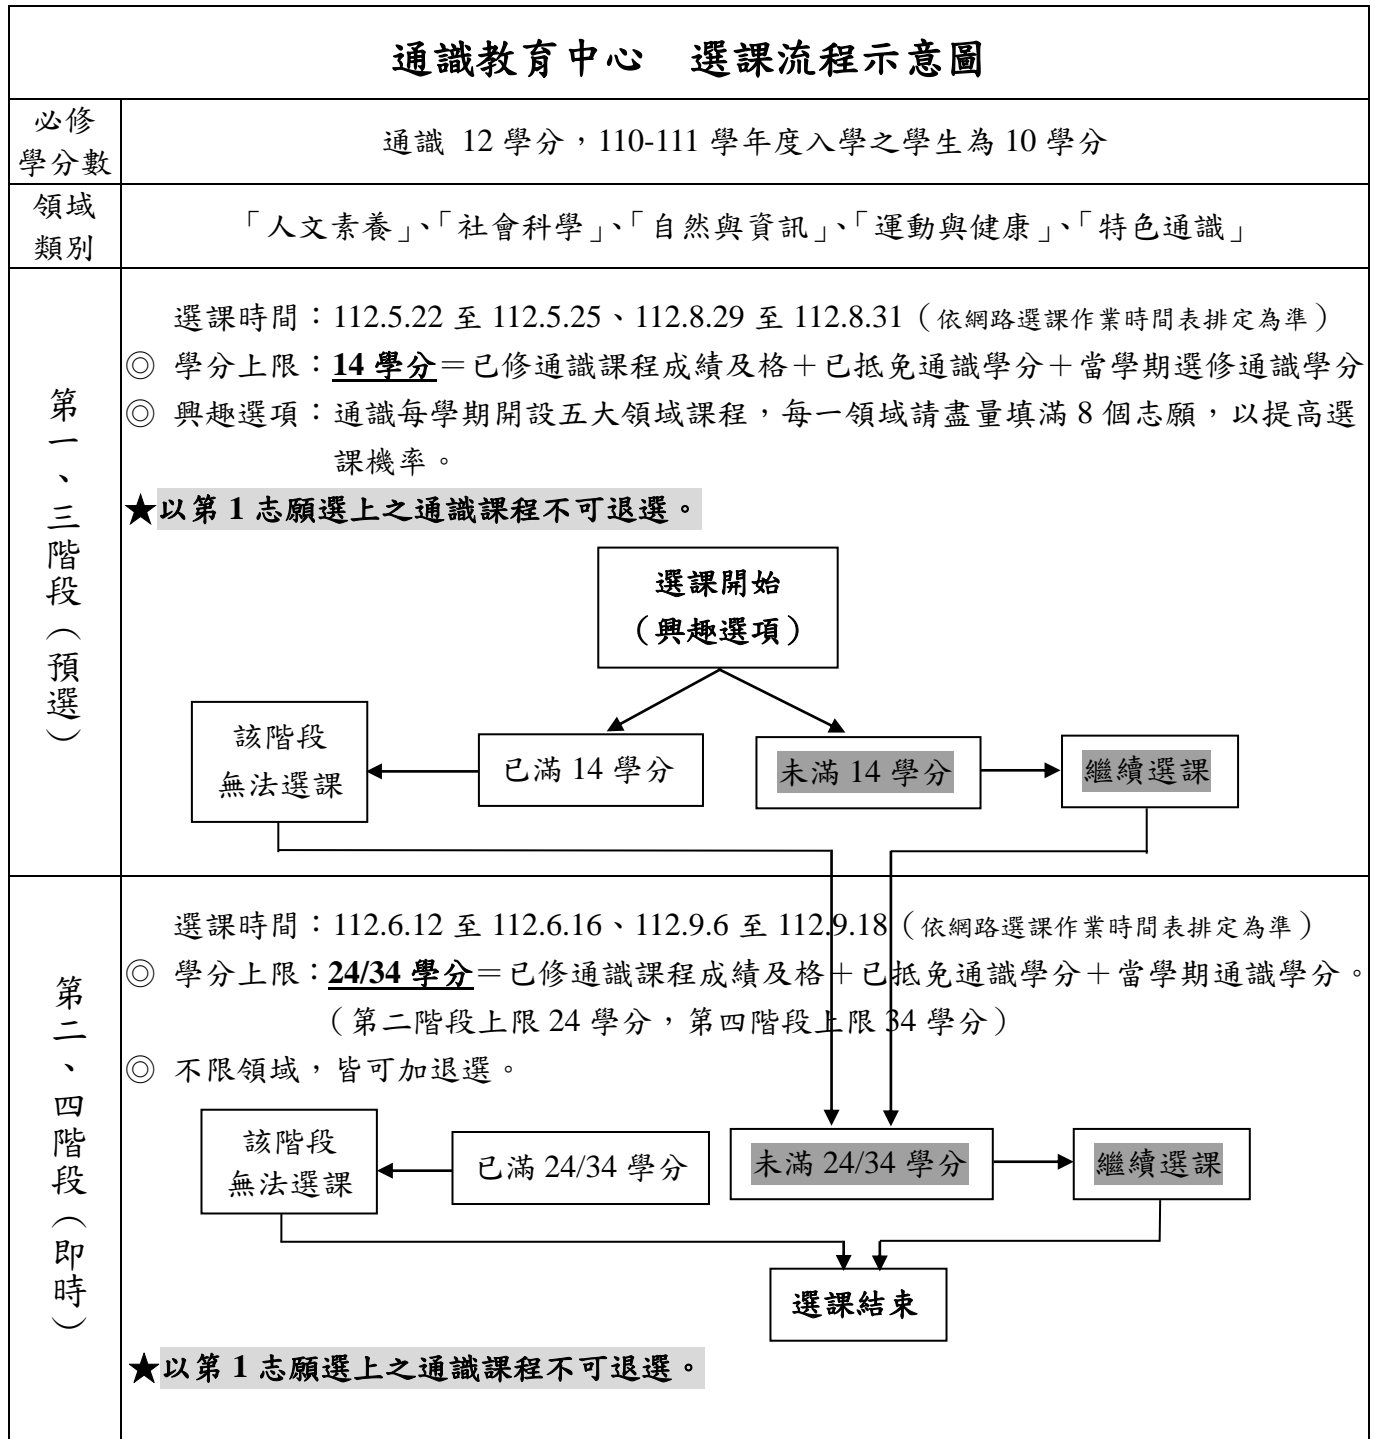 通識教育中心　選課流程示意圖
必修
學分數
通識 12 學分，110-111 學年度入學之學生為 10 學分
領域
類別
「人文素養」、「社會科學」、「自然與資訊」、「運動與健康」、「特色通識」
第一、三階段（預選）
選課時間：112.5.22 至 112.5.25、112.8.29 至 112.8.31（依網路選課作業時間表排定為準）
◎ 學分上限：14 學分＝已修通識課程成績及格＋已抵免通識學分＋當學期選修通識學分
◎ 興趣選項：通識每學期開設五大領域課程，每一領域請盡量填滿 8 個志願，以提高選
課機率。
★以第 1 志願選上之通識課程不可退選。
選課開始
（興趣選項）
該階段
無法選課
已滿 14 學分
未滿 14 學分
繼續選課
第二、四階段（即時）
選課時間：112.6.12 至 112.6.16、112.9.6 至 112.9.18（依網路選課作業時間表排定為準）
◎ 學分上限：24/34 學分＝已修通識課程成績及格＋已抵免通識學分＋當學期通識學分。
（第二階段上限 24 學分，第四階段上限 34 學分）
◎ 不限領域，皆可加退選。
該階段
無法選課
已滿 24/34 學分
未滿 24/34 學分
繼續選課
選課結束
★以第 1 志願選上之通識課程不可退選。